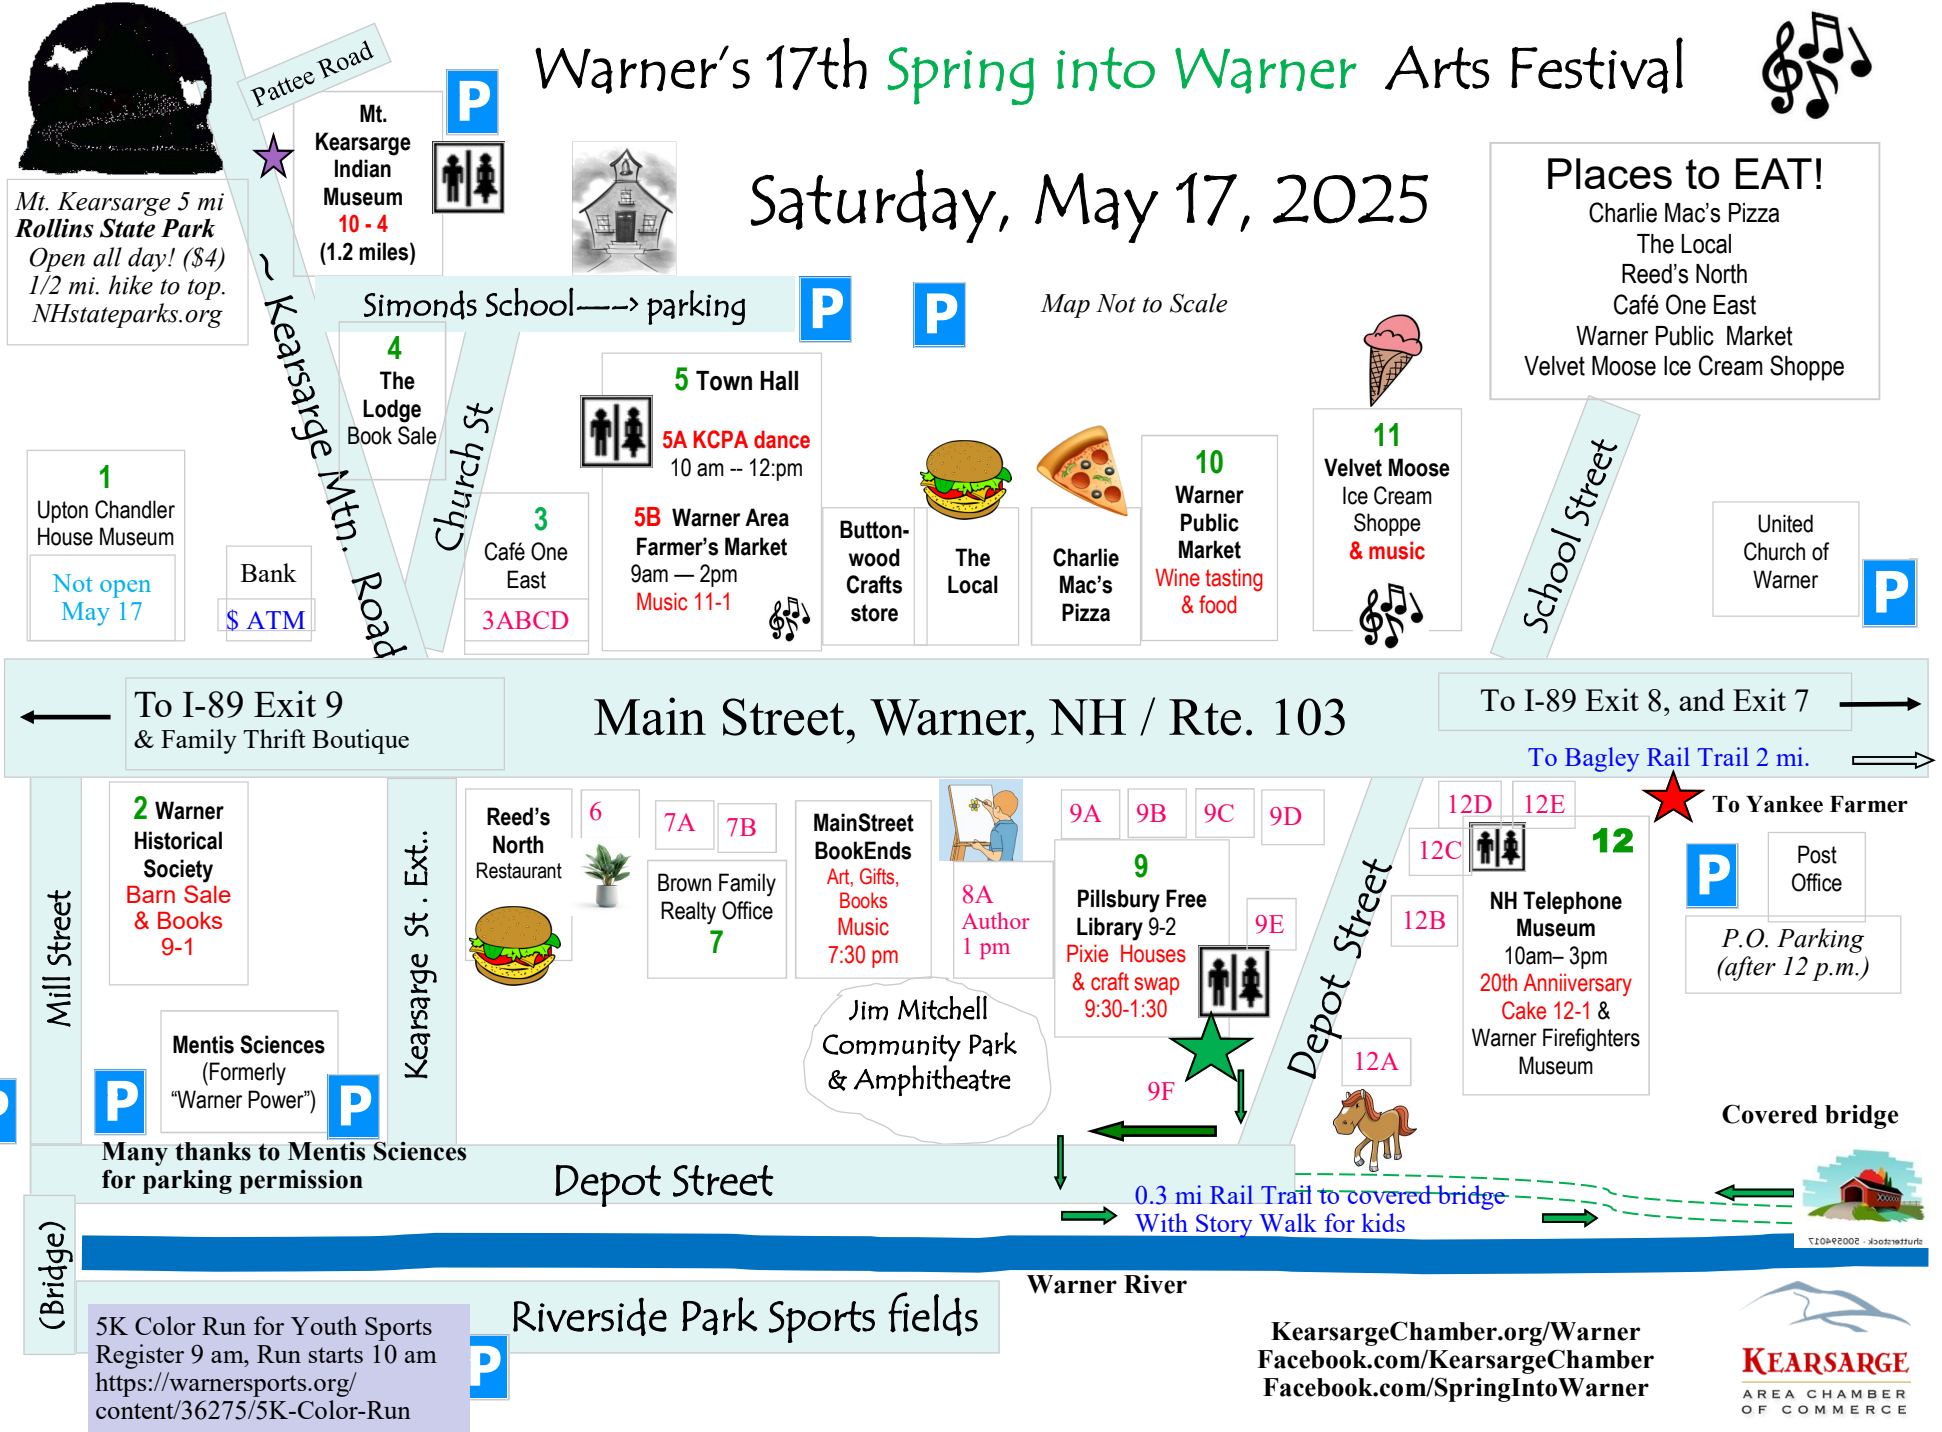 Warner's 17th Spring into Warner Arts Festival
Saturday, May 17, 2025
Pattee Road
Mt.
Kearsarge
Indian
Museum
10 - 4
(1.2 miles)
P
Mt. Kearsarge 5 mi
Rollins State Park
Open all day! ($4)
1/2 mi. hike to top.
NHstateparks.org
~ Kearsarge Mtn. Road
Simonds School----> parking
P
P
Map Not to Scale
Places to EAT!
Charlie Mac's Pizza
The Local
Reed's North
Café One East
Warner Public Market
Velvet Moose Ice Cream Shoppe
4
The
Lodge
Book Sale
Church St
1
Upton Chandler
House Museum
Not open
May 17
Bank
$ ATM
3
Café One
East
3ABCD
5 Town Hall
5A KCPA dance
10 am -- 12:pm
5B Warner Area
Farmer's Market
9am — 2pm
Music 11-1
Button-
wood
Crafts
store
The
Local
Charlie
Mac's
Pizza
10
Warner
Public
Market
Wine tasting
& food
11
Velvet Moose
Ice Cream
Shoppe
& music
School Street
United
Church of
Warner
P
To I-89 Exit 9
& Family Thrift Boutique
Main Street, Warner, NH / Rte. 103
To I-89 Exit 8, and Exit 7
To Bagley Rail Trail 2 mi.
Mill Street
2 Warner
Historical
Society
Barn Sale
& Books
9-1
Kearsarge St . Ext..
Reed's
North
Restaurant
6
7A
7B
Brown Family
Realty Office
7
MainStreet
BookEnds
Art, Gifts,
Books
Music
7:30 pm
8A
Author
1 pm
9A
9B
9C
9D
9
Pillsbury Free
Library 9-2
Pixie Houses
& craft swap
9:30-1:30
9E
9F
Depot Street
12D
12E
12C
12B
12A
12
NH Telephone
Museum
10am– 3pm
20th Anniiversary
Cake 12-1 &
Warner Firefighters
Museum
To Yankee Farmer
P
Post
Office
P.O. Parking
(after 12 p.m.)
Jim Mitchell
Community Park
& Amphitheatre
Mentis Sciences
(Formerly
“Warner Power”)
P
P
P
Many thanks to Mentis Sciences
for parking permission
Depot Street
Covered bridge
0.3 mi Rail Trail to covered bridge
With Story Walk for kids
shutterstock · 500594017
(Bridge)
Warner River
Riverside Park Sports fields
5K Color Run for Youth Sports
Register 9 am, Run starts 10 am
https://warnersports.org/
content/36275/5K-Color-Run
P
KearsargeChamber.org/Warner
Facebook.com/KearsargeChamber
Facebook.com/SpringIntoWarner
KEARSARGE
AREA CHAMBER
OF COMMERCE